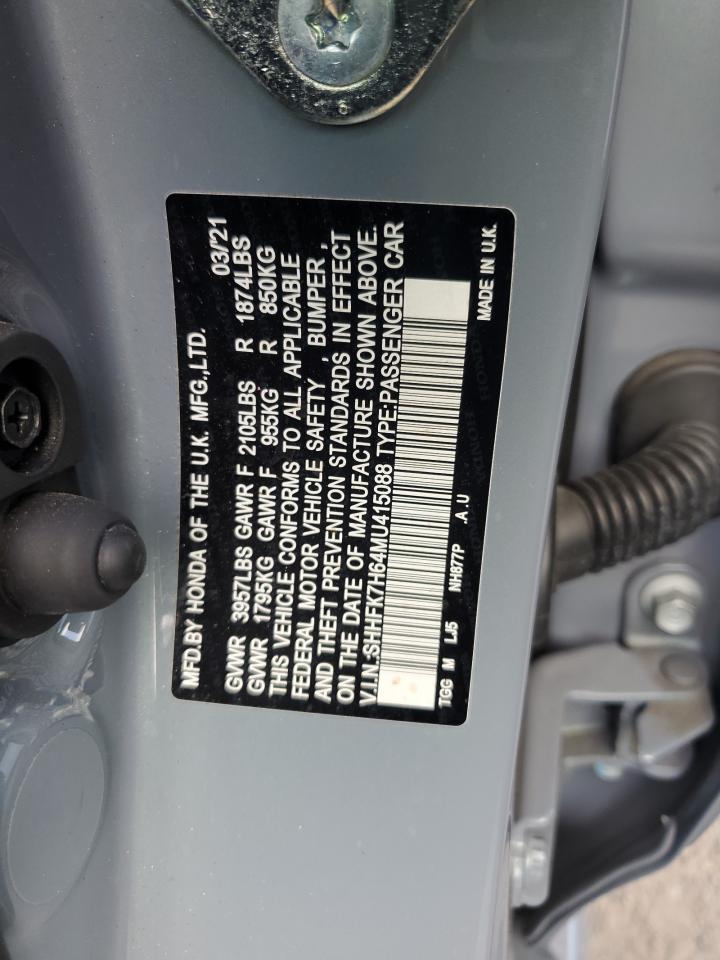 MFD.BY HONDA OF THE U.K. MFG.,LTD.
03/'21
GVWR 3957LBS GAWR F 2105LBS R 1874LBS
GVWR 1795KG GAWR F 955KG R 850KG
THIS VEHICLE CONFORMS TO ALL APPLICABLE
FEDERAL MOTOR VEHICLE SAFETY , BUMPER ,
AND THEFT PREVENTION STANDARDS IN EFFECT
ON THE DATE OF MANUFACTURE SHOWN ABOVE.
V.I.N.:SHHFK7H64MU415088 TYPE:PASSENGER CAR
TGG M LJ5 NH877P .A.U MADE IN U.K.
6